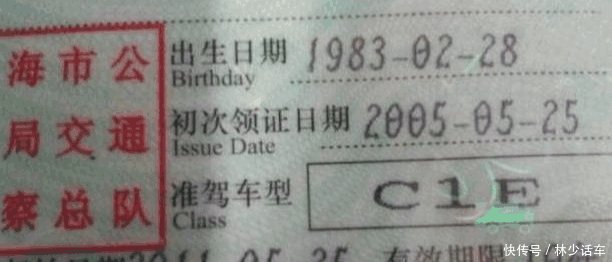 海市公
局交通
察总队
出生日期 1983-02-28
Birthday
初次领证日期 2005-05-25
Issue Date
准驾车型 C1E
Class
有效期限
快传号 / 林少话车